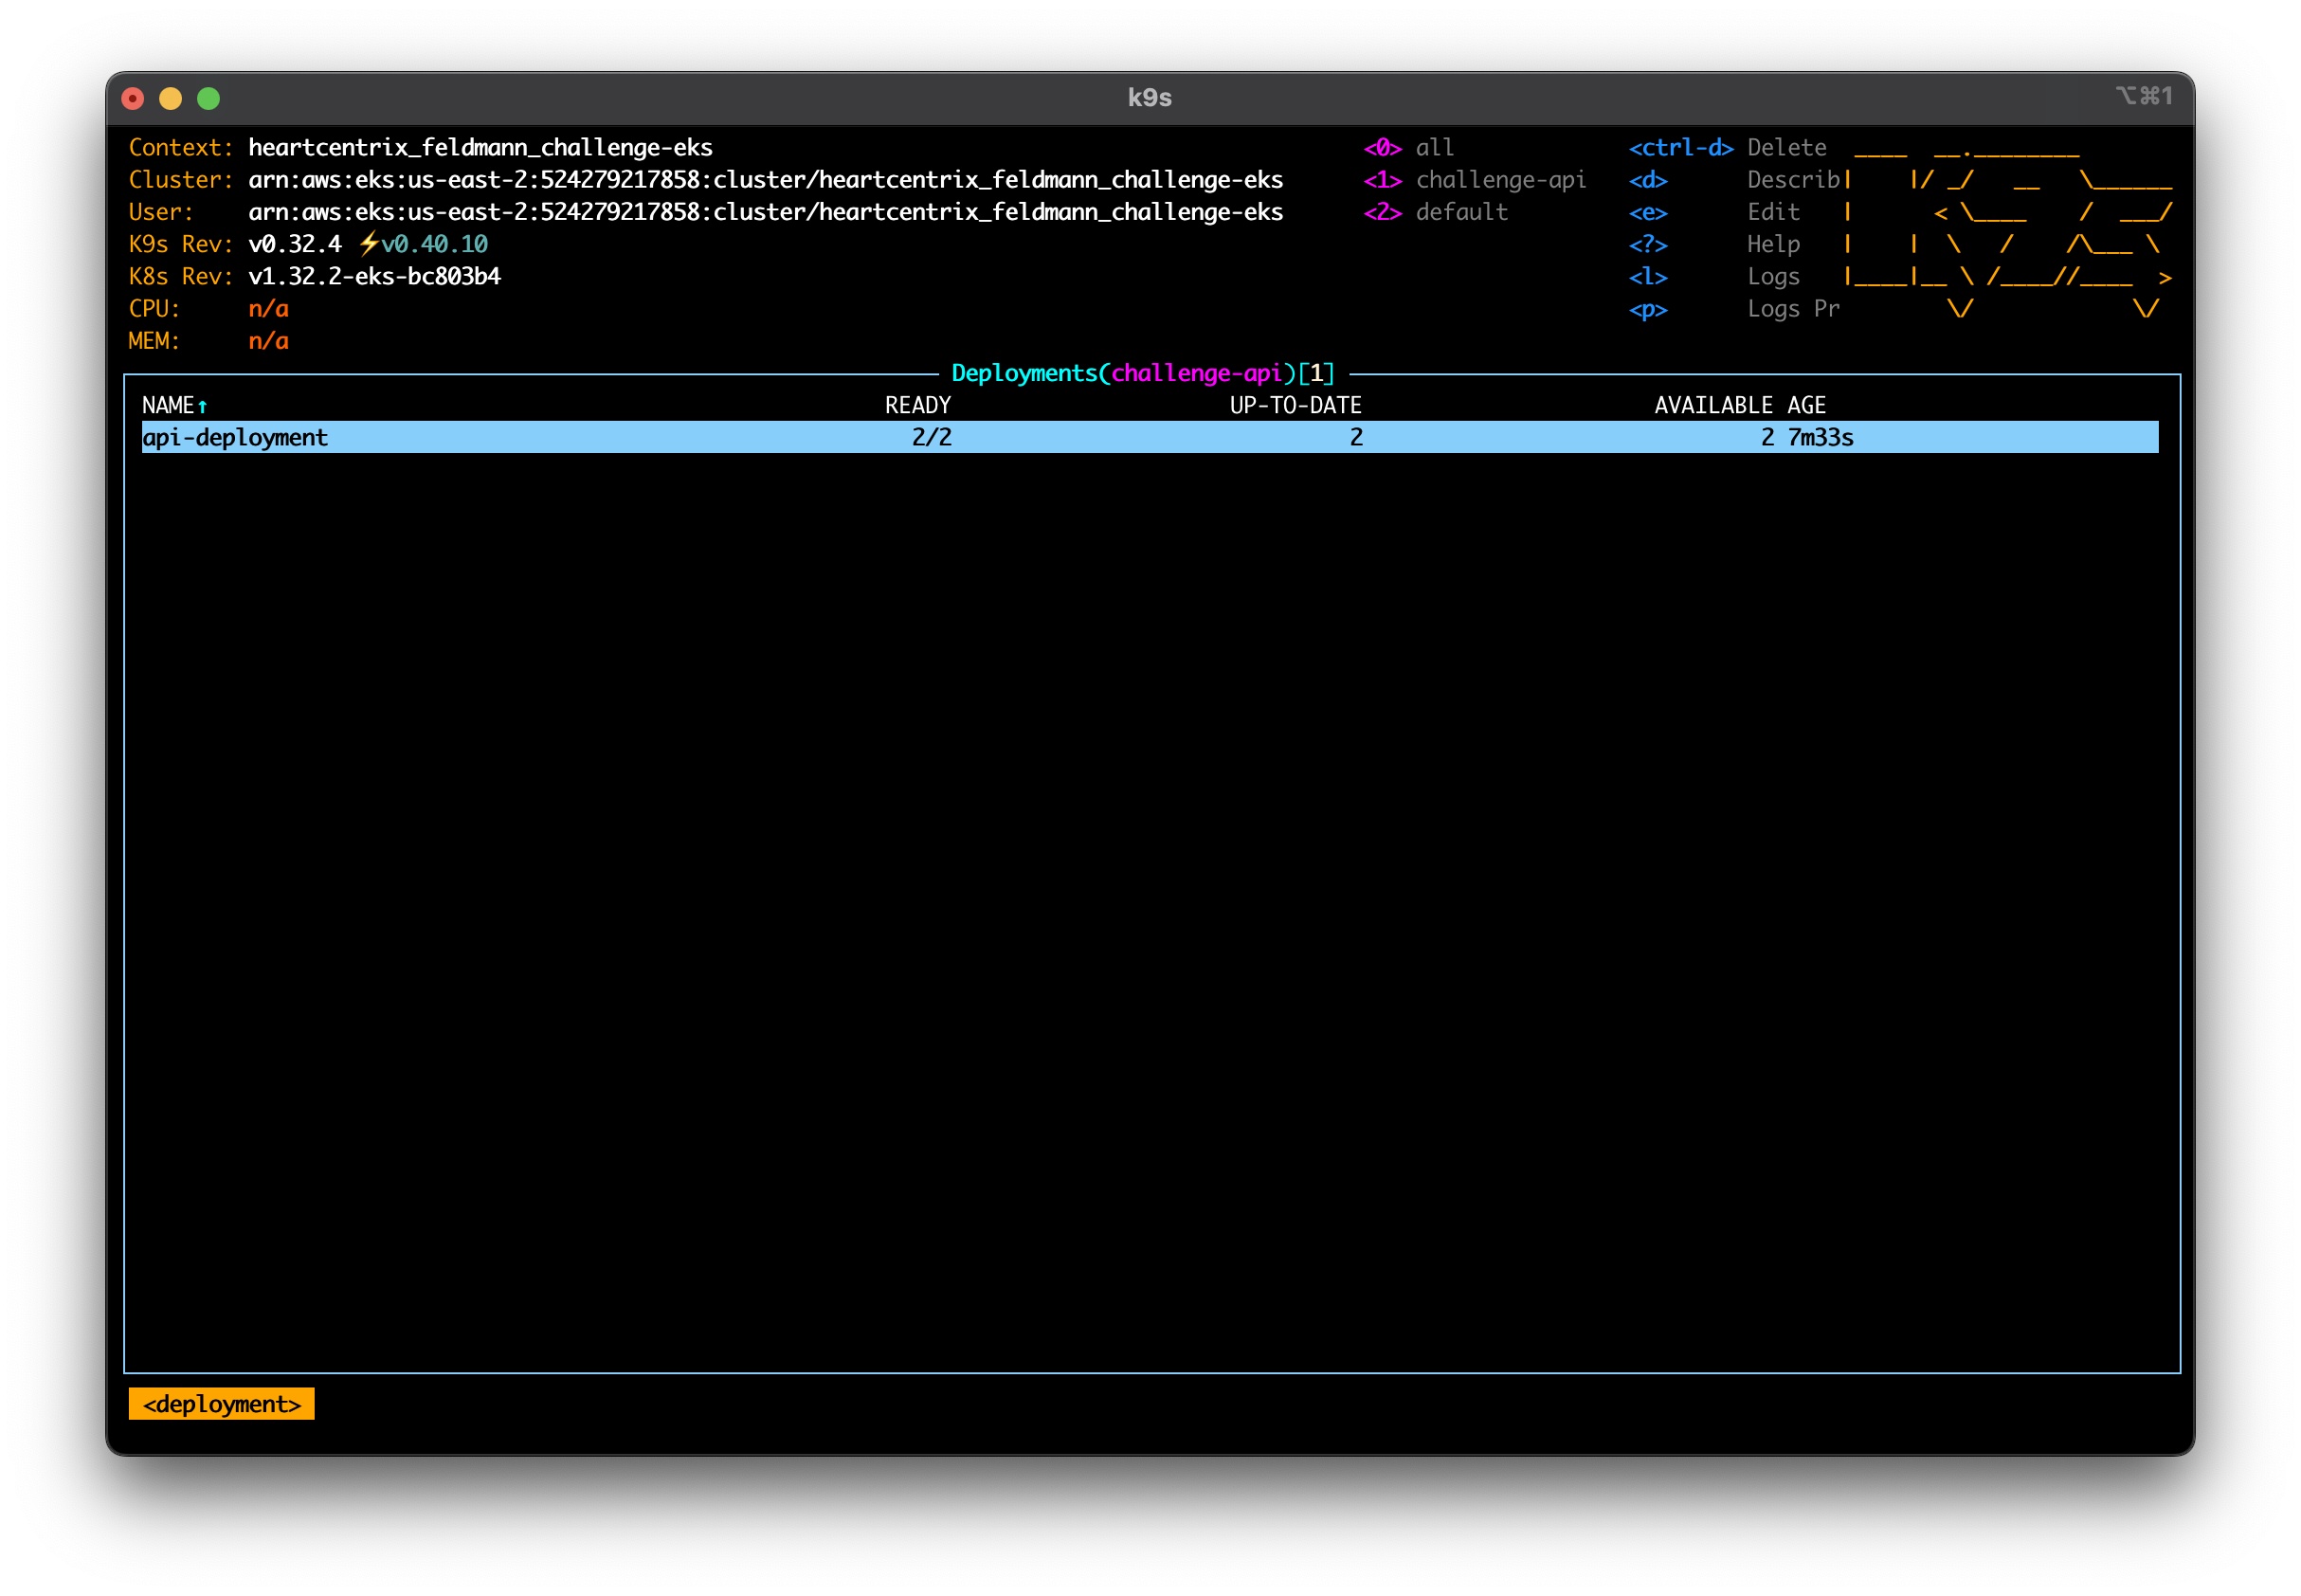 k9s
⌥⌘1
Context: heartcentrix_feldmann_challenge-eks <0> all <ctrl-d> Delete
Cluster: arn:aws:eks:us-east-2:524279217858:cluster/heartcentrix_feldmann_challenge-eks <1> challenge-api <d> Describ
User: arn:aws:eks:us-east-2:524279217858:cluster/heartcentrix_feldmann_challenge-eks <2> default <e> Edit
K9s Rev: v0.32.4 ⚡v0.40.10 <?> Help
K8s Rev: v1.32.2-eks-bc803b4 <l> Logs
CPU: n/a <p> Logs Pr
MEM: n/a
Deployments(challenge-api)[1]
NAME↑ READY UP-TO-DATE AVAILABLE AGE
api-deployment 2/2 2 2 7m33s
<deployment>